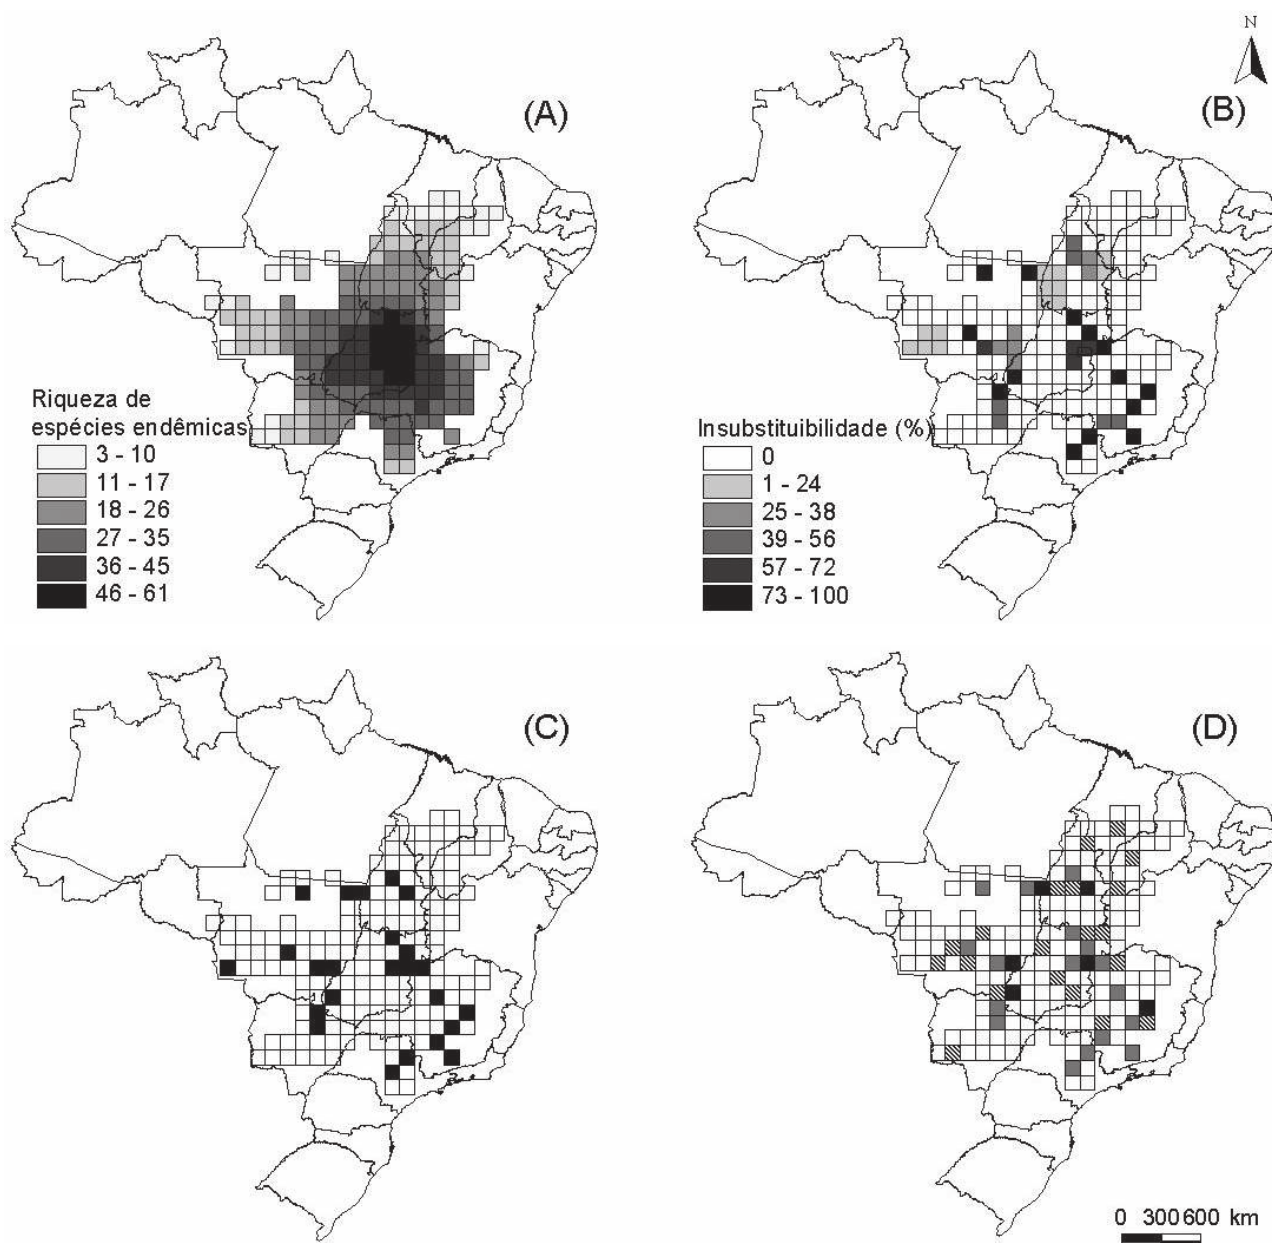 N
(A)
(B)
Riqueza de
espécies endêmicas
3 - 10
11 - 17
18 - 26
27 - 35
36 - 45
46 - 61
Insubstituibilidade (%)
0
1 - 24
25 - 38
39 - 56
57 - 72
73 - 100
(C)
(D)
0 300 600 km